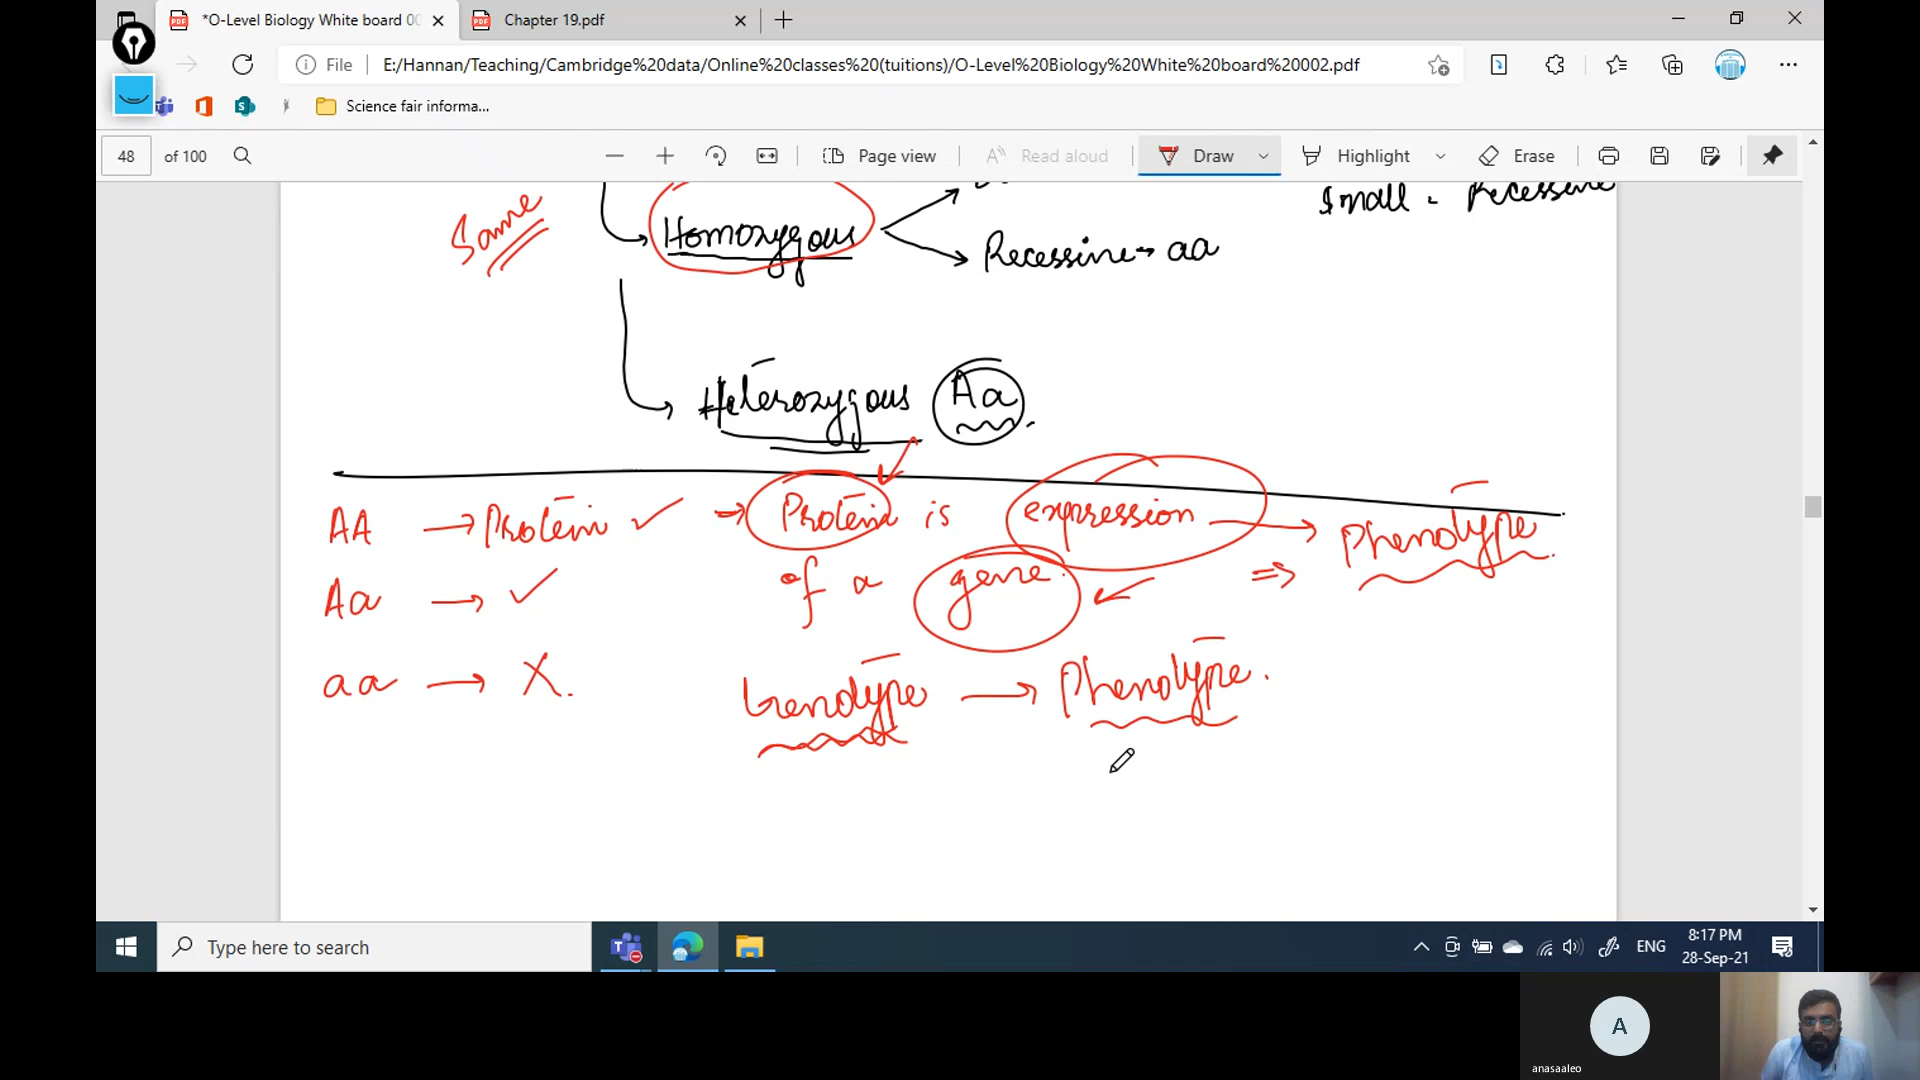 *O-Level Biology White board 00
Chapter 19.pdf
File
E:/Hannan/Teaching/Cambridge%20data/Online%20classes%20(tuitions)/O-Level%20Biology%20White%20board%20002.pdf
Science fair informa...
48 of 100
Page view
Read aloud
Draw
Highlight
Erase
Small = Recessive
Same
Homozygous
Recessive → aa
Heterozygous Aa
AA → Protein ✓ ⇒ Protein is expression → Phenotype
of a gene. ⇒
Aa → ✓
aa → X.
Genotype → Phenotype.
Type here to search
ENG
8:17 PM
28-Sep-21
A
anasaaleo